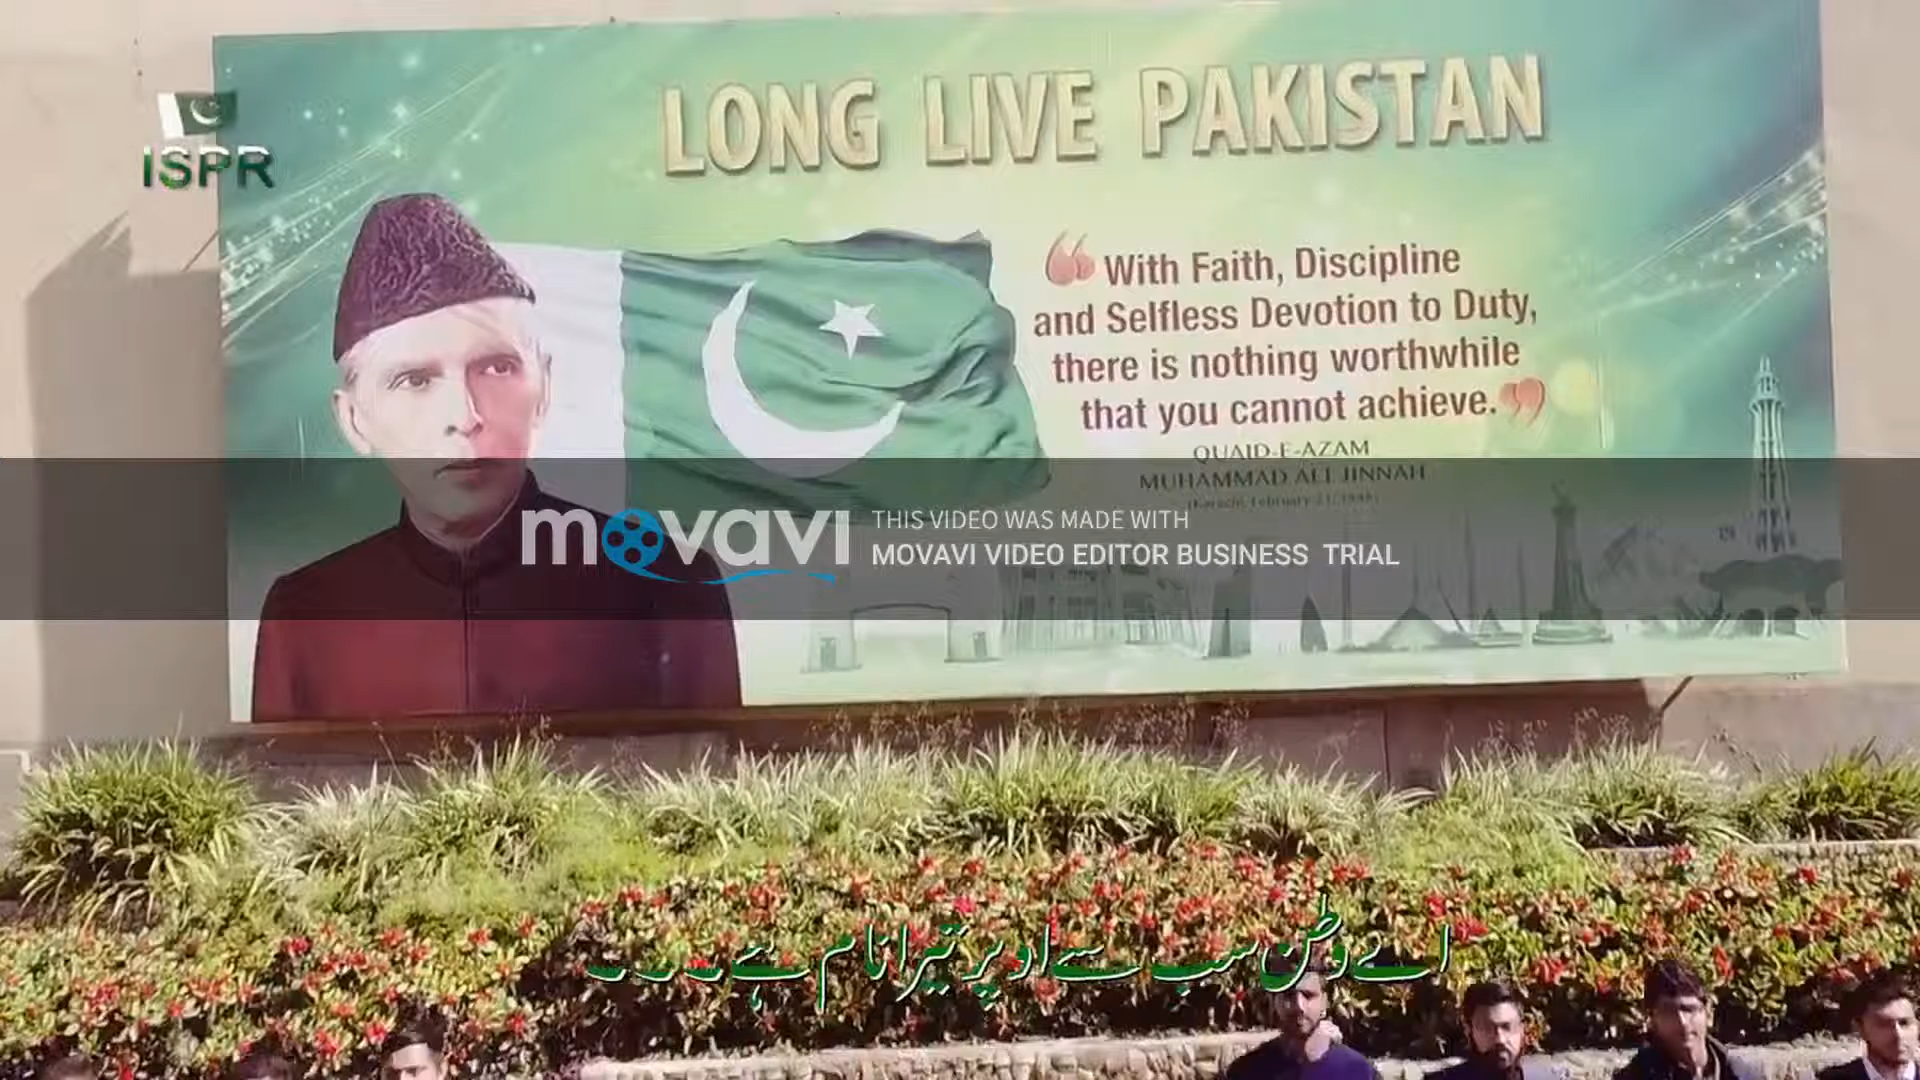 LONG LIVE PAKISTAN
ISPR
❝ With Faith, Discipline
and Selfless Devotion to Duty,
there is nothing worthwhile
that you cannot achieve. ❞
QUAID-E-AZAM
MUHAMMAD ALI JINNAH
movavi
THIS VIDEO WAS MADE WITH
MOVAVI VIDEO EDITOR BUSINESS TRIAL
اے وطن سب سے اوپر تیرا نام ہے۔۔۔۔